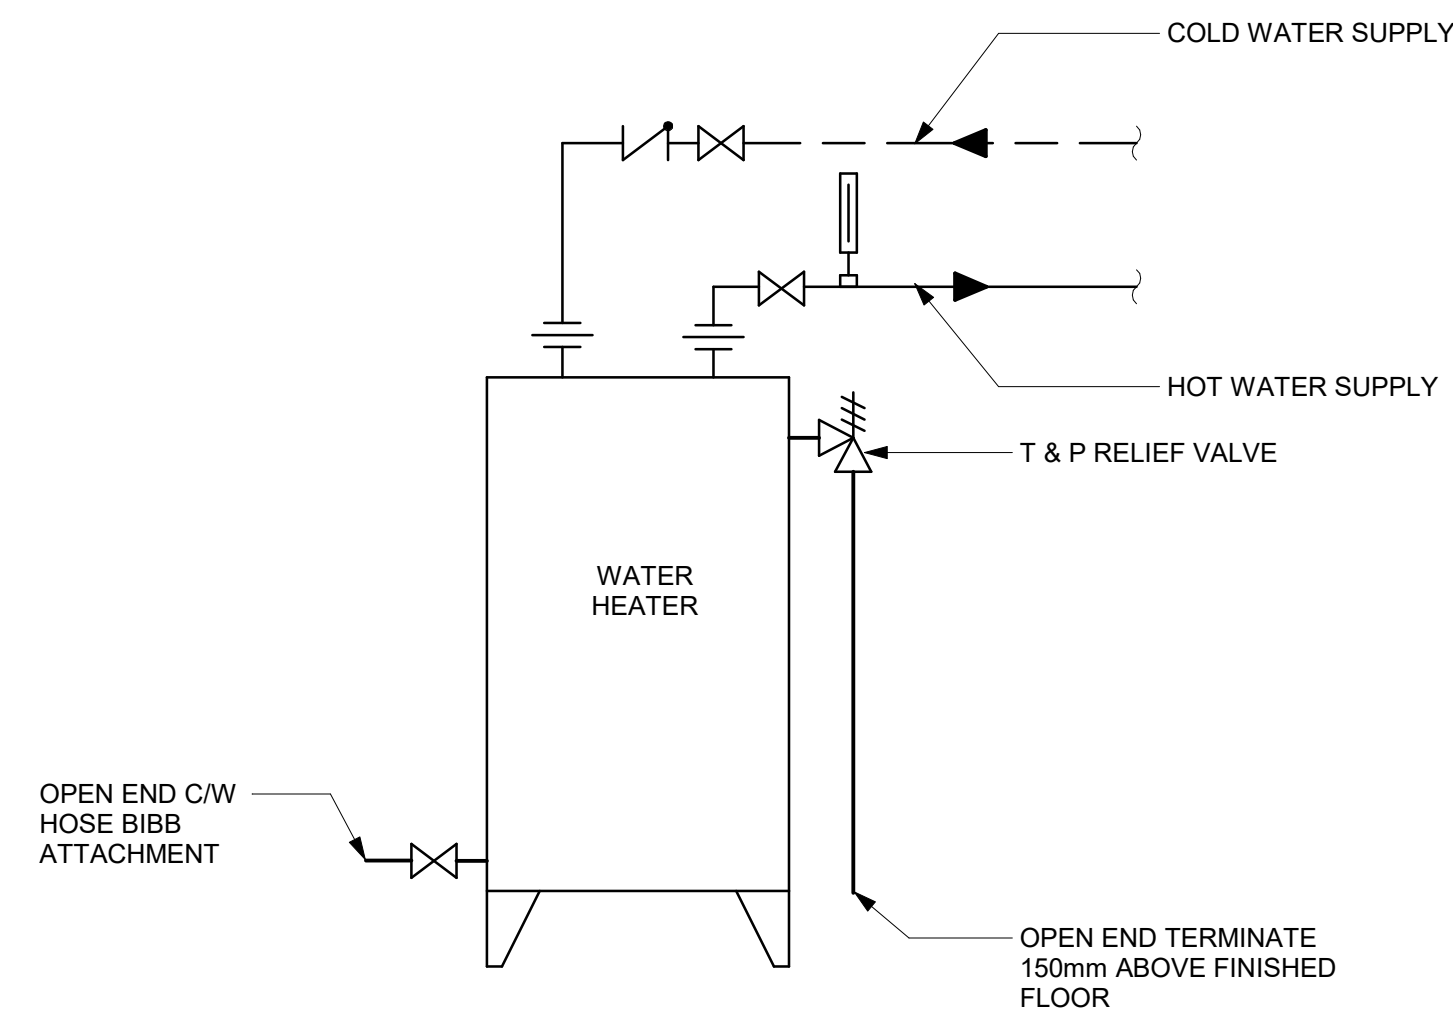 COLD WATER SUPPLY
HOT WATER SUPPLY
T & P RELIEF VALVE
WATER
HEATER
OPEN END C/W
HOSE BIBB
ATTACHMENT
OPEN END TERMINATE
150mm ABOVE FINISHED
FLOOR